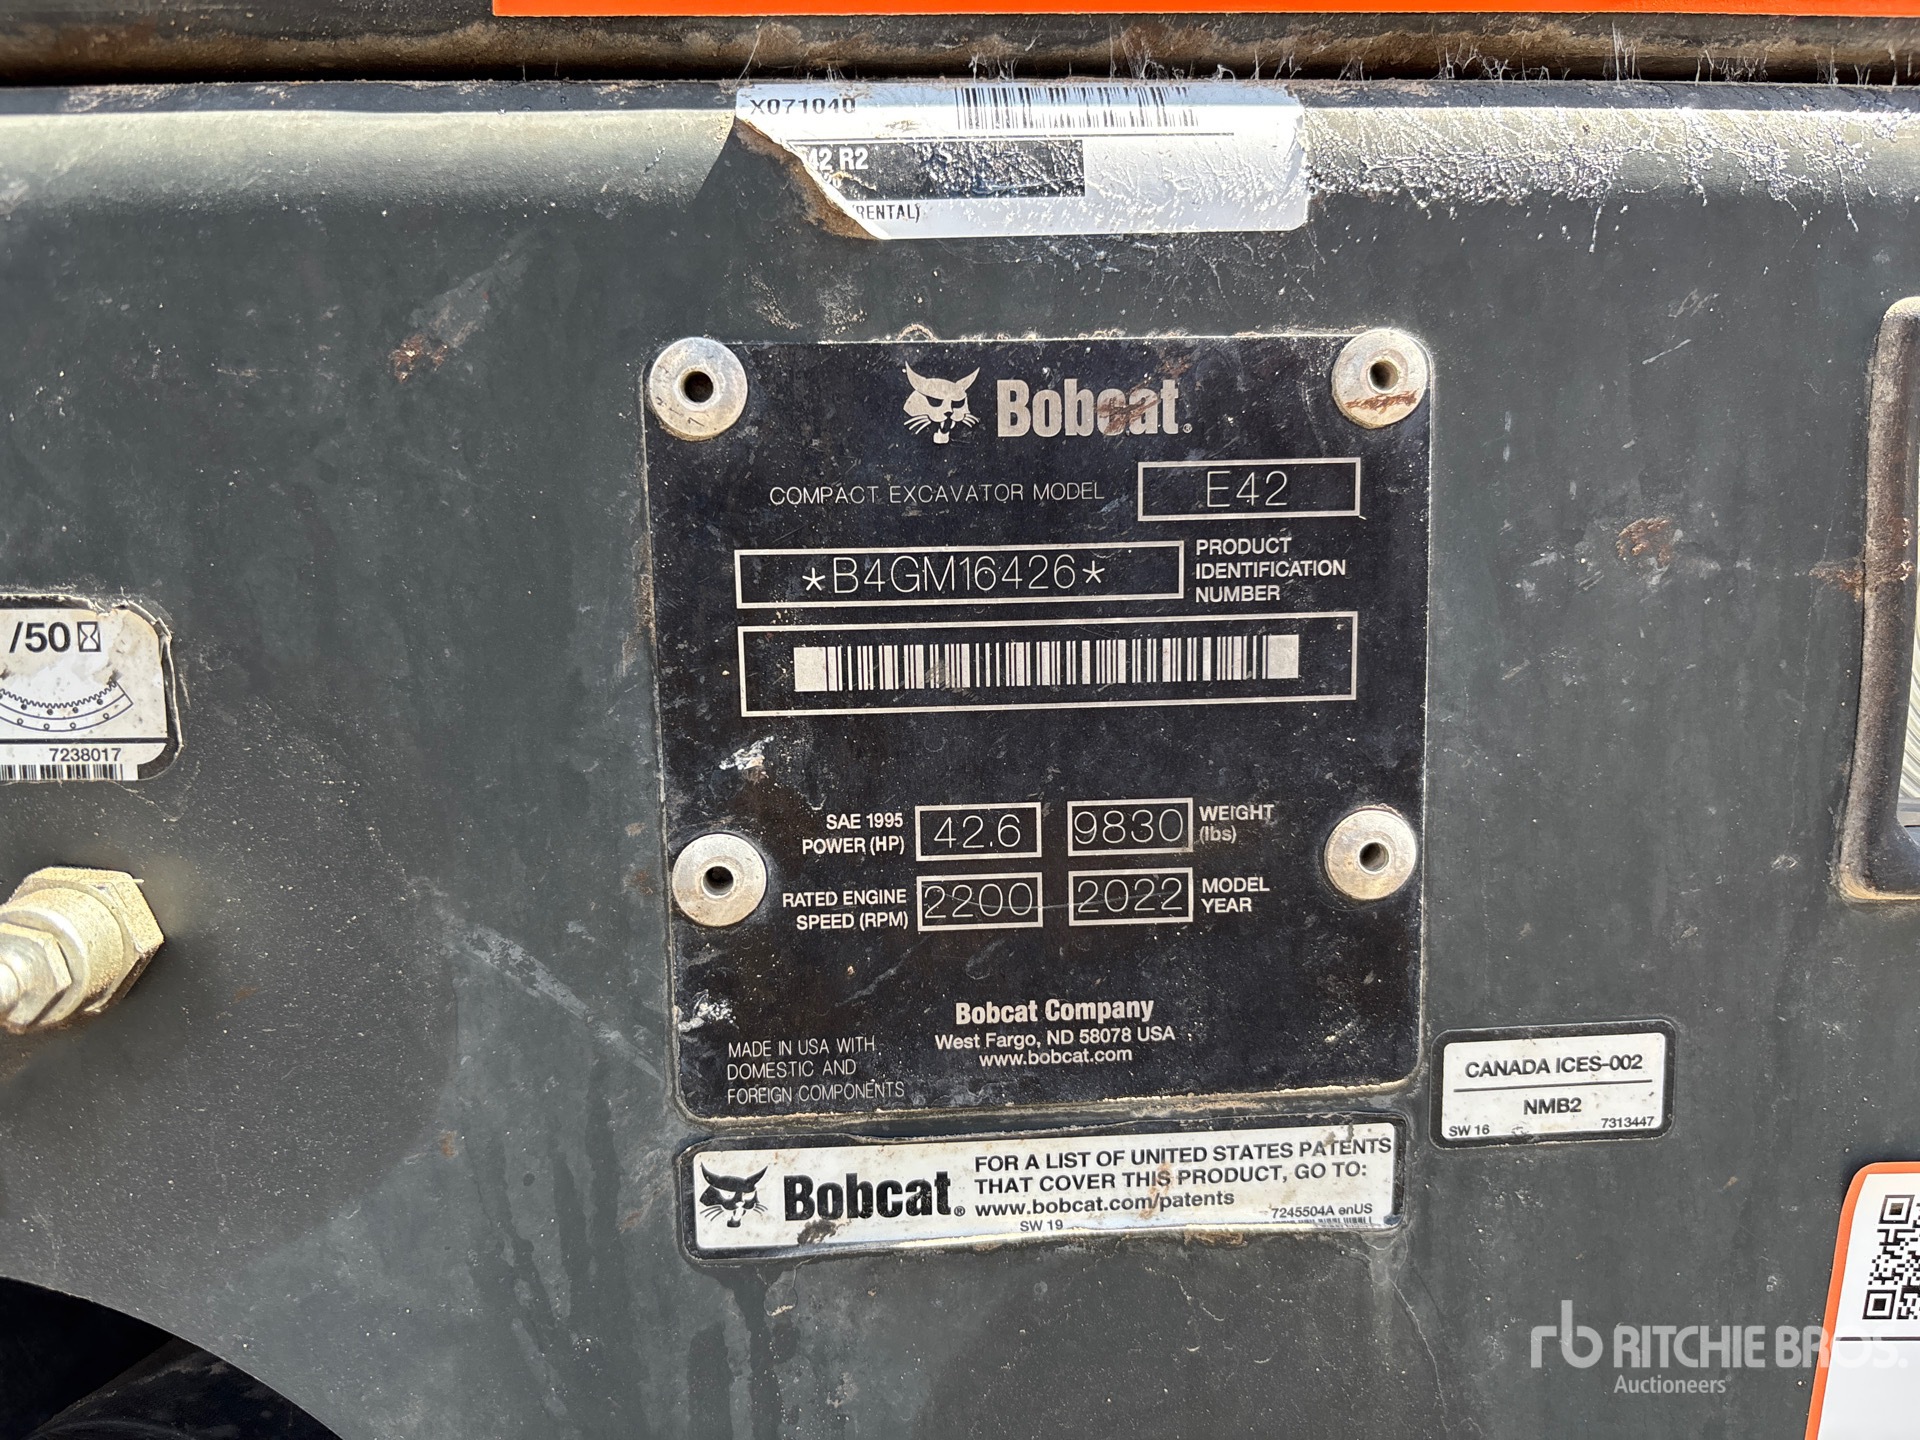 X071040
42 R2
(RENTAL)
Bobcat®
COMPACT EXCAVATOR MODEL E42
*B4GM16426*
PRODUCT
IDENTIFICATION
NUMBER
/50
7238017
SAE 1995
POWER (HP)
42.6
9830
WEIGHT
(lbs)
RATED ENGINE
SPEED (RPM)
2200
2022
MODEL
YEAR
Bobcat Company
West Fargo, ND 58078 USA
www.bobcat.com
MADE IN USA WITH
DOMESTIC AND
FOREIGN COMPONENTS
CANADA ICES-002
NMB2
SW 16
7313447
Bobcat®
FOR A LIST OF UNITED STATES PATENTS
THAT COVER THIS PRODUCT, GO TO:
www.bobcat.com/patents
SW 19
7245504A enUS
rb RITCHIE BROS.
Auctioneers